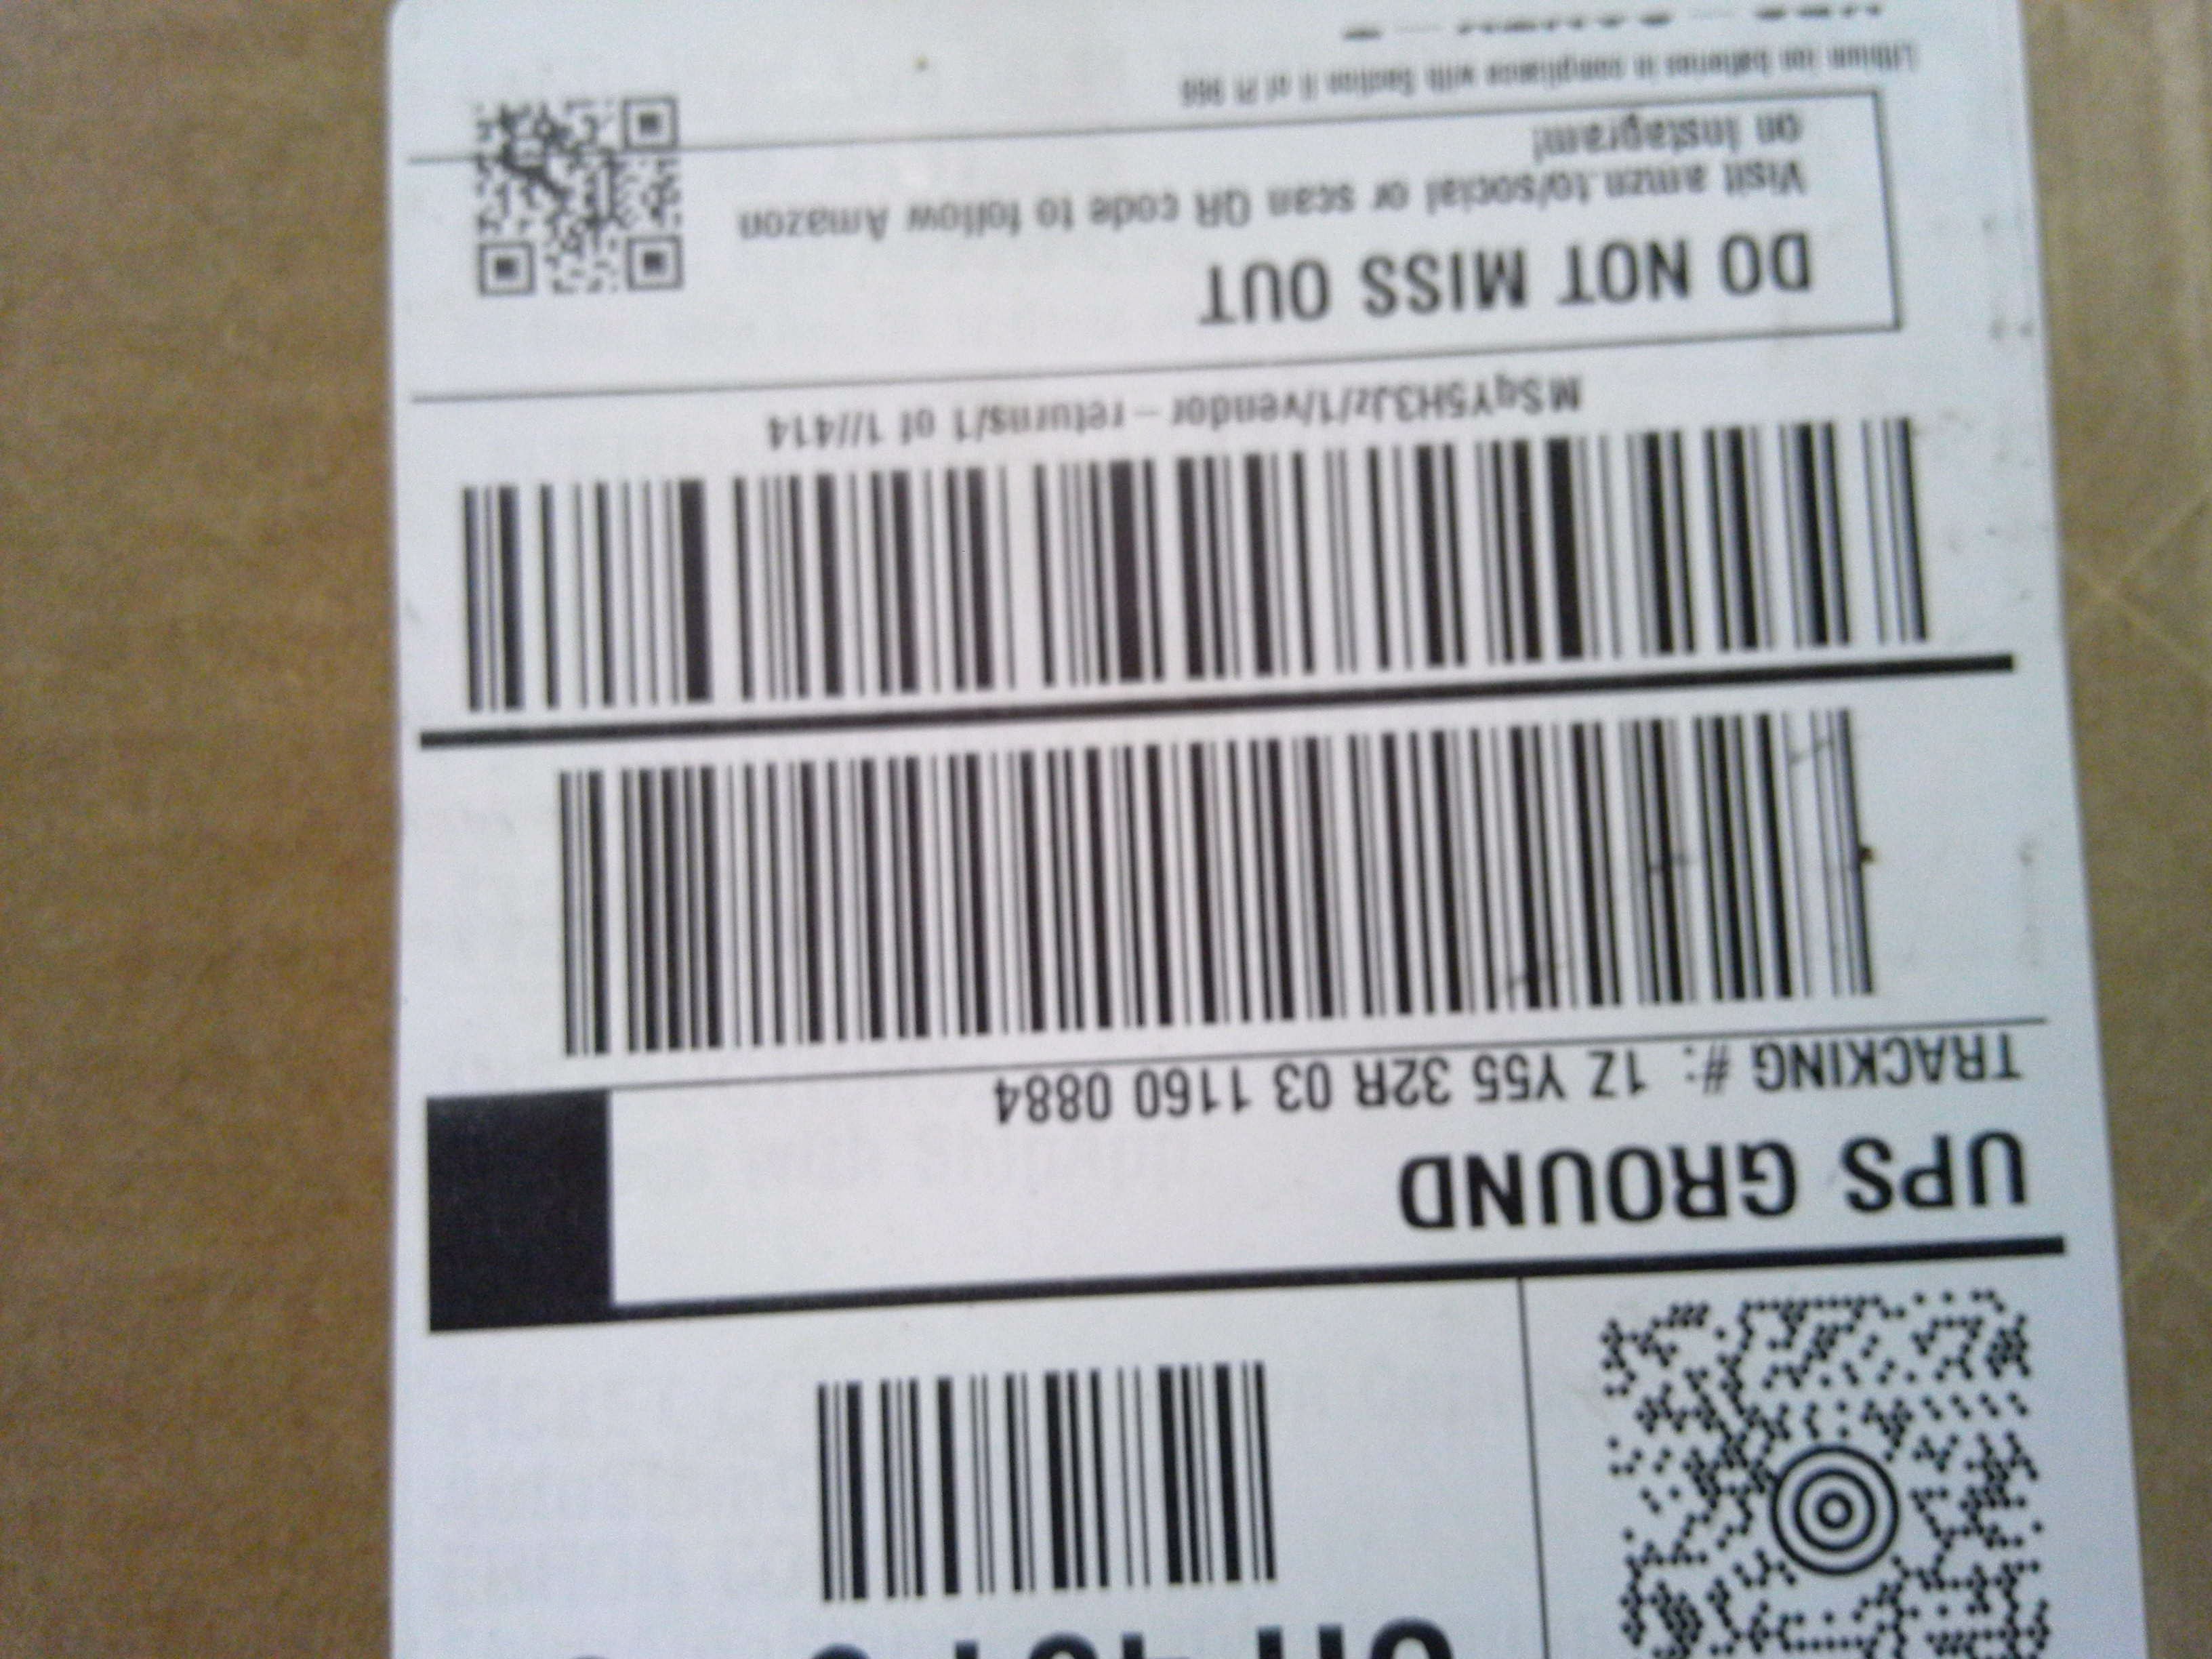 UPS GROUND
TRACKING #: 1Z Y55 32R 03 1160 0884
MSqY5H3Jz/1/vendor-returns/1 of 1//414
DO NOT MISS OUT
Visit amzn.to/social or scan QR code to follow Amazon
on Instagram!
Lithium ion batteries in compliance with Section II of PI 966